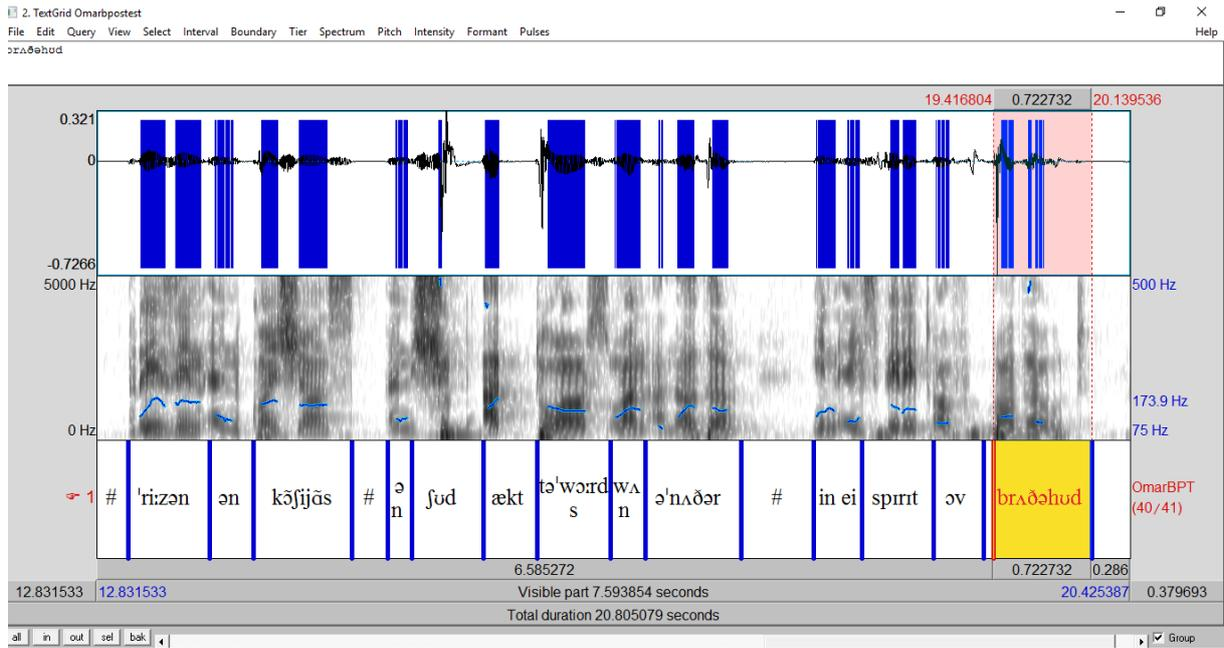 2. TextGrid Omarbpostest
File Edit Query View Select Interval Boundary Tier Spectrum Pitch Intensity Formant Pulses Help
brʌðəhʊd
19.416804 0.722732 20.139536
0.321
0
-0.7266
5000 Hz 500 Hz
173.9 Hz
0 Hz 75 Hz
☞ 1 # ˈriːzən ən kɔ̃ʃijɑ̃s # ən ʃʊd ækt təˈwɔːrds wʌn əˈnʌðər # in ei spɪrɪt ɔv brʌðəhʊd OmarBPT
(40/41)
6.585272 0.722732 0.286
12.831533 12.831533 Visible part 7.593854 seconds 20.425387 0.379693
Total duration 20.805079 seconds
all in out sel bak Group